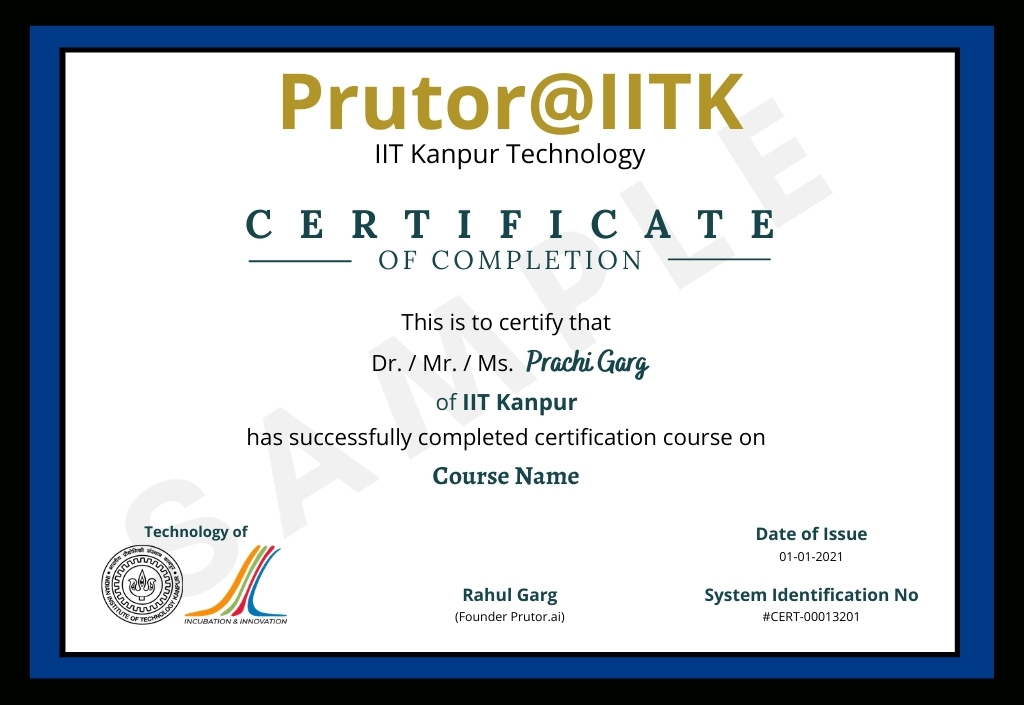 Prutor@IITK
IIT Kanpur Technology
CERTIFICATE
OF COMPLETION
This is to certify that
Dr. / Mr. / Ms. Prachi Garg
of IIT Kanpur
has successfully completed certification course on
Course Name
SAMPLE
Technology of
INDIAN INSTITUTE OF TECHNOLOGY KANPUR
INCUBATION & INNOVATION
Rahul Garg
(Founder Prutor.ai)
Date of Issue
01-01-2021
System Identification No
#CERT-00013201